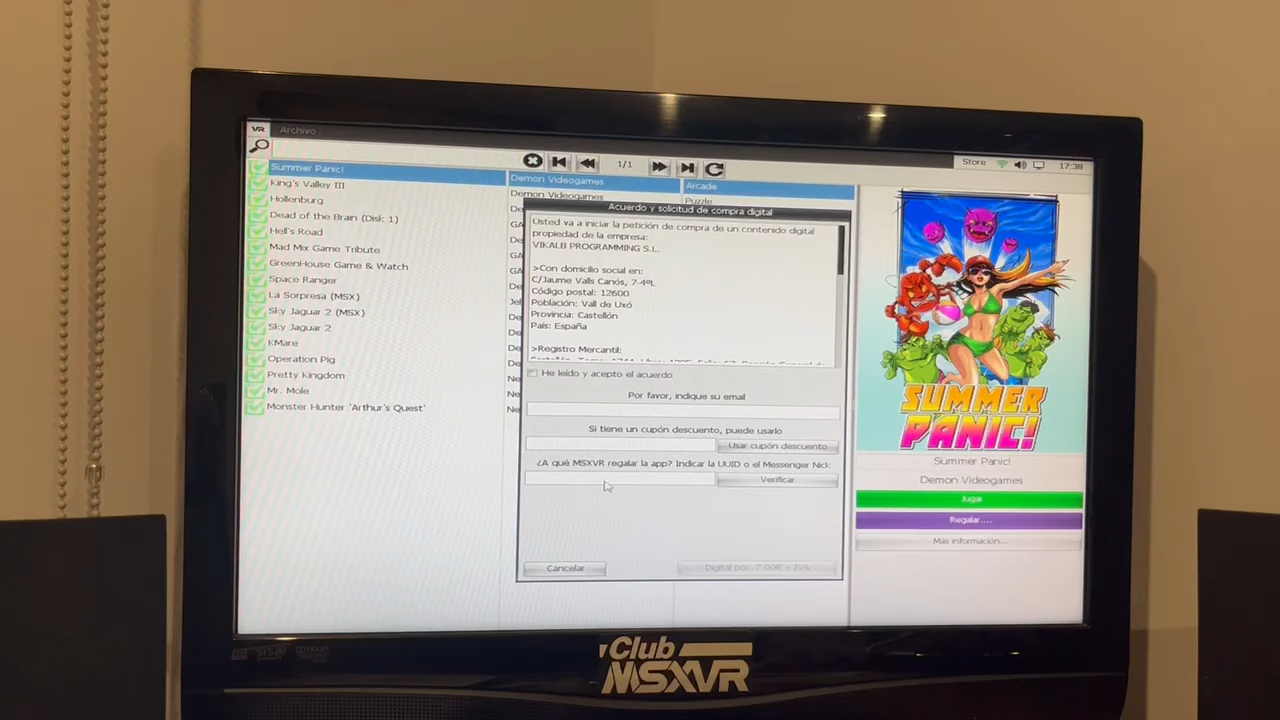 VR Archivo
1/1
Store
17:38
Summer Panic!
King's Valley III
Hollenburg
Dead of the Brain (Disk 1)
Hell's Road
Mad Mix Game Tribute
GreenHouse Game & Watch
Space Ranger
La Sorpresa (MSX)
Sky Jaguar 2 (MSX)
Sky Jaguar 2
KMare
Operation Pig
Pretty Kingdom
Mr. Mole
Monster Hunter 'Arthur's Quest'
Demon Videogames
Demon Videogames
Arcade
Puzzle
Acuerdo y solicitud de compra digital
Usted va a iniciar la petición de compra de un contenido digital
propiedad de la empresa:
VIKALB PROGRAMMING S.L.
>Con domicilio social en:
C/Jaume Valls Canós, 7-4ºL
Código postal: 12600
Población: Vall de Uxó
Provincia: Castellón
País: España
>Registro Mercantil:
He leído y acepto el acuerdo
Por favor, indique su email
Si tiene un cupón descuento, puede usarlo
Usar cupón descuento
¿A qué MSXVR regalar la app? Indicar la UUID o el Messenger Nick:
Verificar
Cancelar
Digital por: 7,00€ + IVA
SUMMER
PANIC!
Summer Panic!
Demon Videogames
Jugar
Regalar....
Más información...
Club
MSXVR